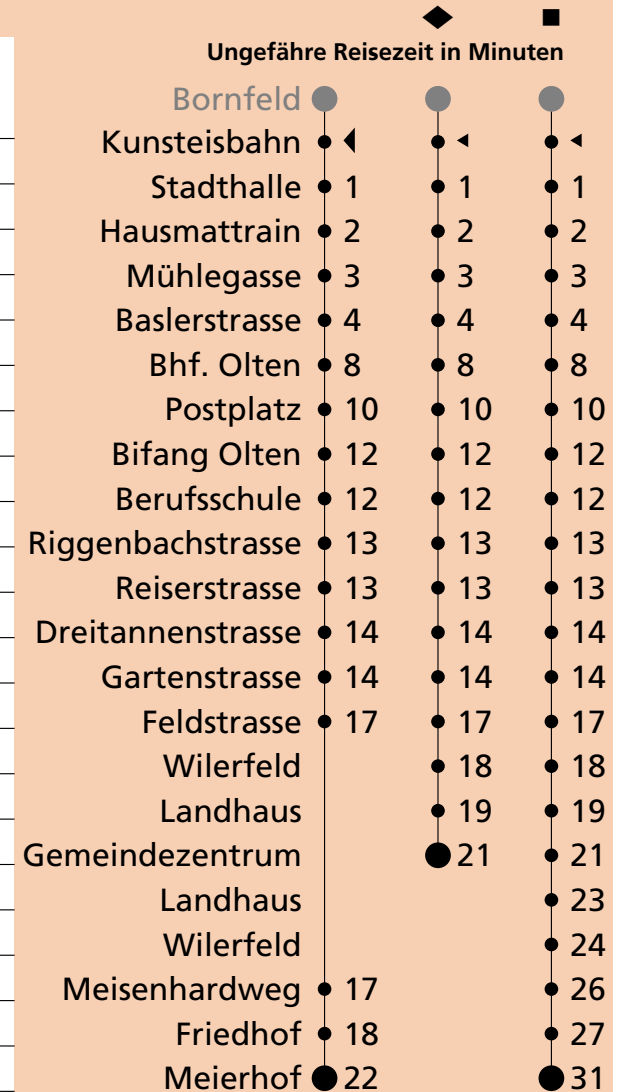 Ungefähre Reisezeit in Minuten
Bornfeld
Kunsteisbahn
Stadthalle 1 1 1
Hausmattrain 2 2 2
Mühlegasse 3 3 3
Baslerstrasse 4 4 4
Bhf. Olten 8 8 8
Postplatz 10 10 10
Bifang Olten 12 12 12
Berufsschule 12 12 12
Riggenbachstrasse 13 13 13
Reiserstrasse 13 13 13
Dreitannenstrasse 14 14 14
Gartenstrasse 14 14 14
Feldstrasse 17 17 17
Wilerfeld 18 18
Landhaus 19 19
Gemeindezentrum 21 21
Landhaus 23
Wilerfeld 24
Meisenhardweg 17 26
Friedhof 18 27
Meierhof 22 31